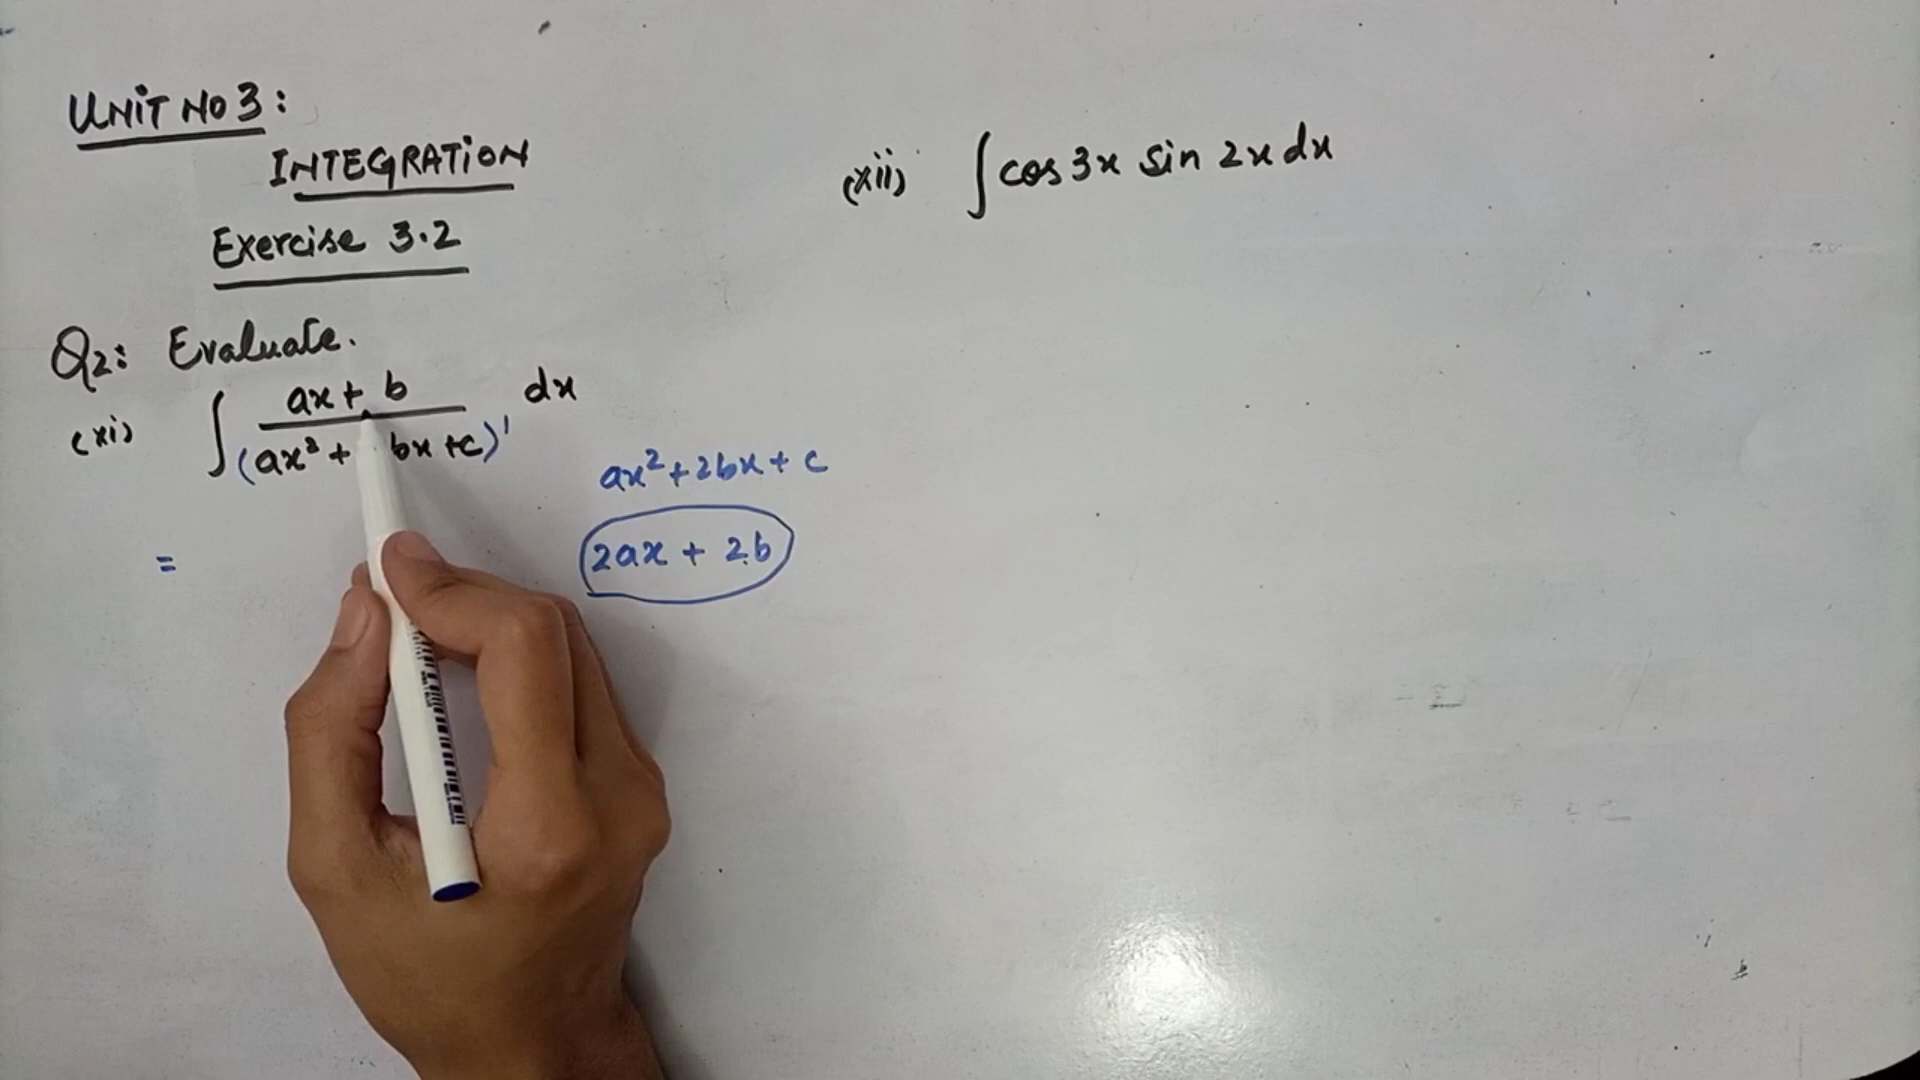 UNIT NO 3:
INTEGRATION
Exercise 3.2
Q2: Evaluate.
(xi) ∫ (ax + b) / (ax² + bx + c)' dx
ax² + 2bx + c
= 2ax + 2b
(xii) ∫ cos 3x sin 2x dx